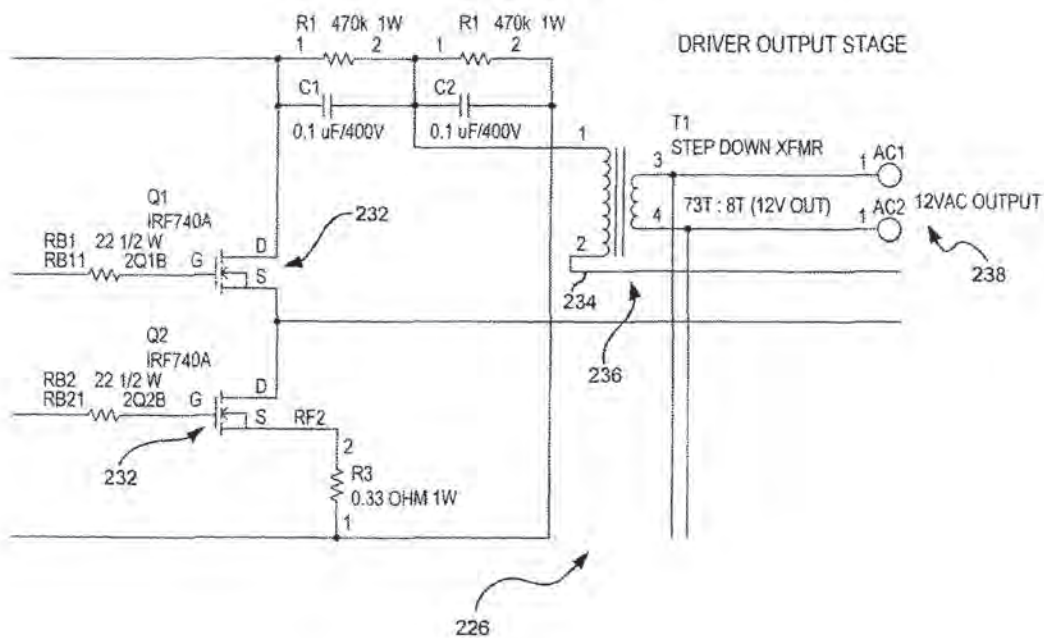 R1 470k 1W
R1 470k 1W
1 2
1 2
DRIVER OUTPUT STAGE
C1
C2
0.1 uF/400V
0.1 uF/400V
1
T1
STEP DOWN XFMR
3
1 AC1
73T : 8T (12V OUT)
4
1 AC2
12VAC OUTPUT
2
234
236
238
Q1
IRF740A
232
RB1 22 1/2 W
RB11 2Q1B
G
D
S
Q2
IRF740A
RB2 22 1/2 W
RB21 2Q2B
G
D
S
RF2
232
2
R3
0.33 OHM 1W
1
226